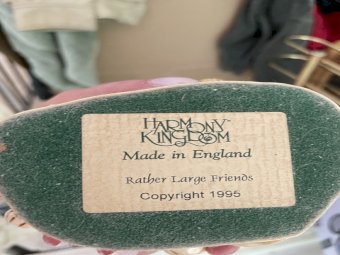 HARMONY
KINGDOM
Made in England
Rather Large Friends
Copyright 1995